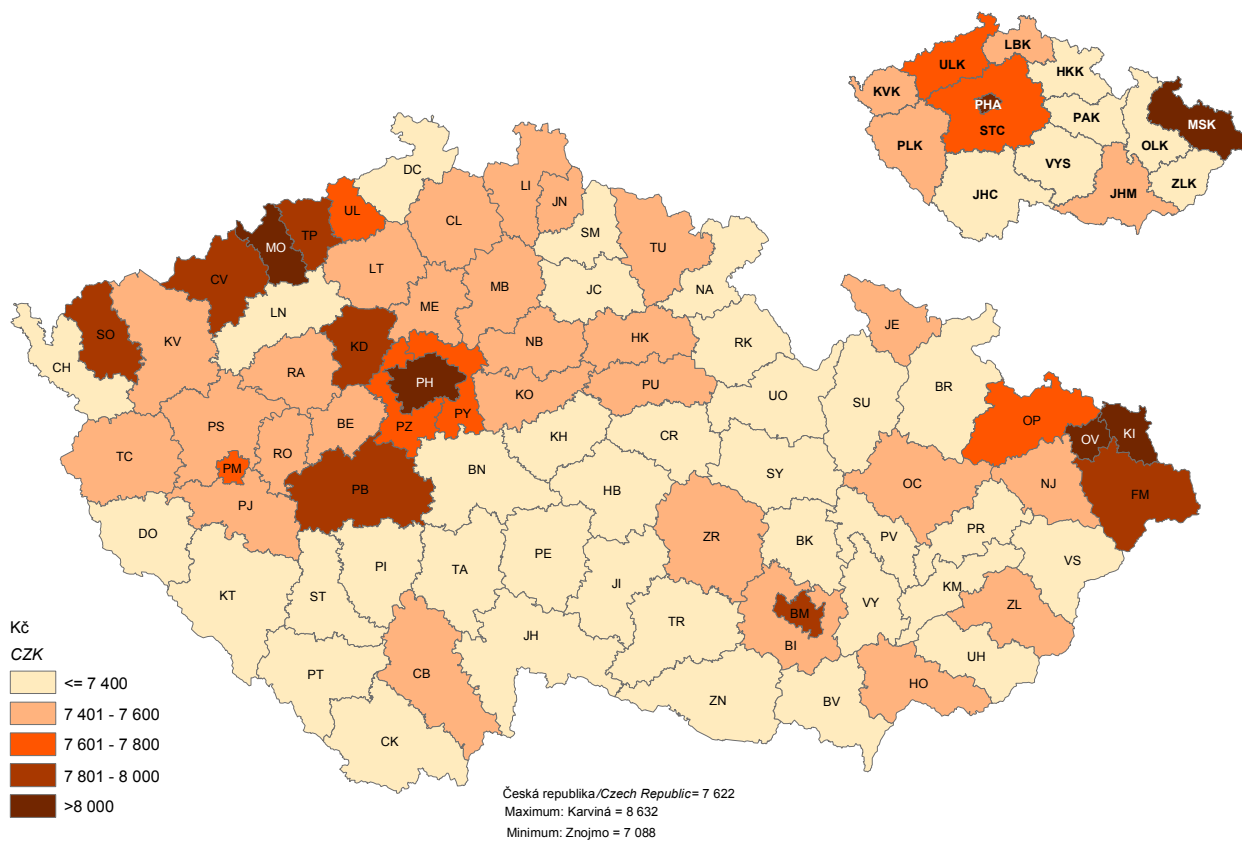 LBK
ULK
HKK
KVK
PHA
STC
PAK
MSK
PLK
OLK
VYS
JHC
JHM
ZLK
DC
LI
JN
UL
CL
SM
TU
MO
TP
CV
LT
MB
JC
NA
ME
LN
SO
KV
KD
NB
HK
JE
RK
CH
RA
PH
KO
PU
BR
SU
UO
OP
KI
OV
PS
BE
PZ
PY
KH
CR
TC
RO
PM
BN
SY
PB
HB
OC
NJ
FM
PJ
DO
ZR
BK
PV
PR
VS
PI
TA
PE
JI
KM
KT
ST
VY
ZL
BM
TR
JH
BI
UH
PT
CB
HO
ZN
BV
CK
Kč
CZK
<= 7 400
7 401 - 7 600
7 601 - 7 800
7 801 - 8 000
>8 000
Česká republika/Czech Republic= 7 622
Maximum: Karviná = 8 632
Minimum: Znojmo = 7 088